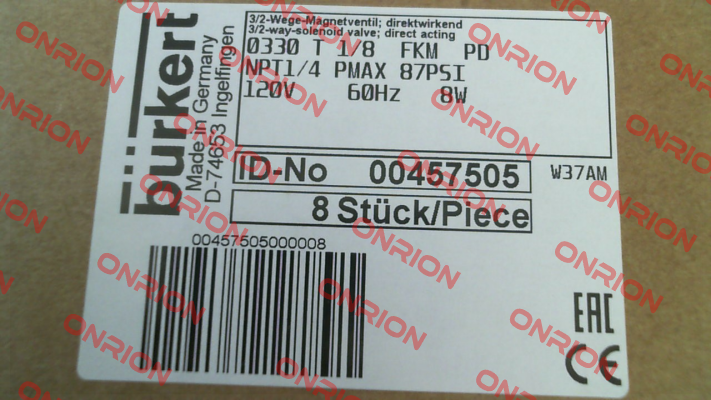 bürkert
Made in Germany
D-74653 Ingelfingen
3/2-Wege-Magnetventil; direktwirkend
3/2-way-solenoid-valve; direct acting
0330 T 1/8 FKM PD
NPT1/4 PMAX 87PSI
120V 60Hz 8W
ID-No 00457505
W37AM
8 Stück/Piece
00457505000008
EAC
CE
ONRION